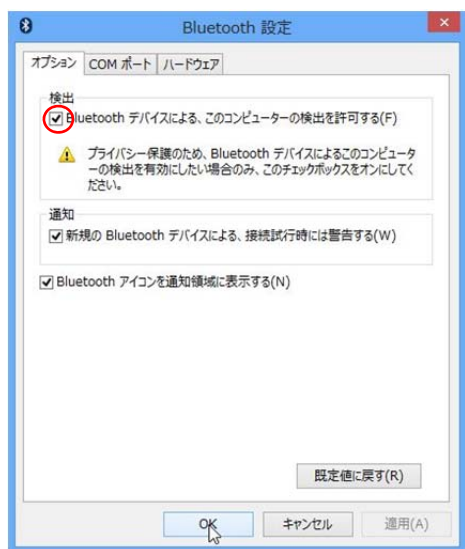 Bluetooth 設定
オプション COM ポート ハードウェア
検出
Bluetooth デバイスによる、このコンピューターの検出を許可する(F)
プライバシー保護のため、Bluetooth デバイスによるこのコンピュータ
ーの検出を有効にしたい場合のみ、このチェックボックスをオンにしてく
ださい。
通知
新規の Bluetooth デバイスによる、接続試行時には警告する(W)
Bluetooth アイコンを通知領域に表示する(N)
既定値に戻す(R)
OK キャンセル 適用(A)